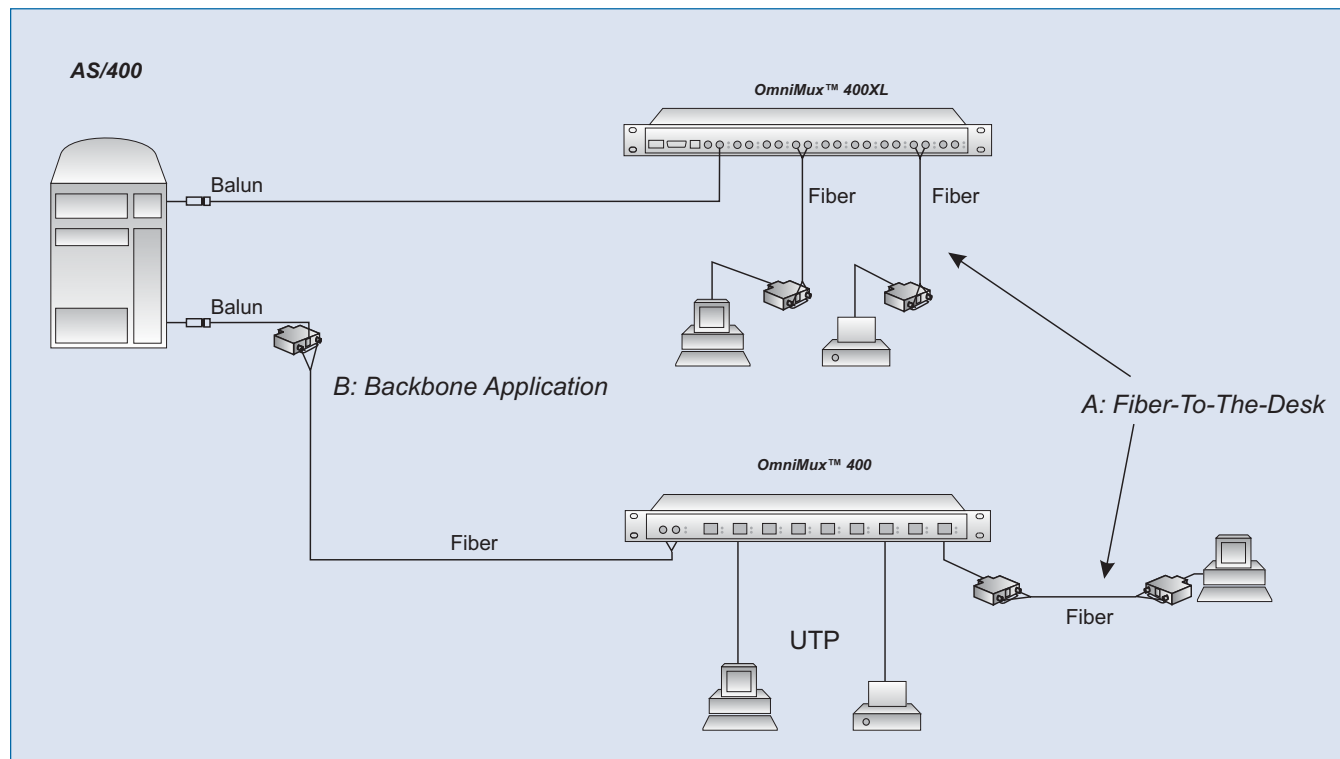 AS/400
OmniMux™ 400XL
Balun
Fiber
Fiber
Balun
B: Backbone Application
A: Fiber-To-The-Desk
OmniMux™ 400
Fiber
Fiber
UTP